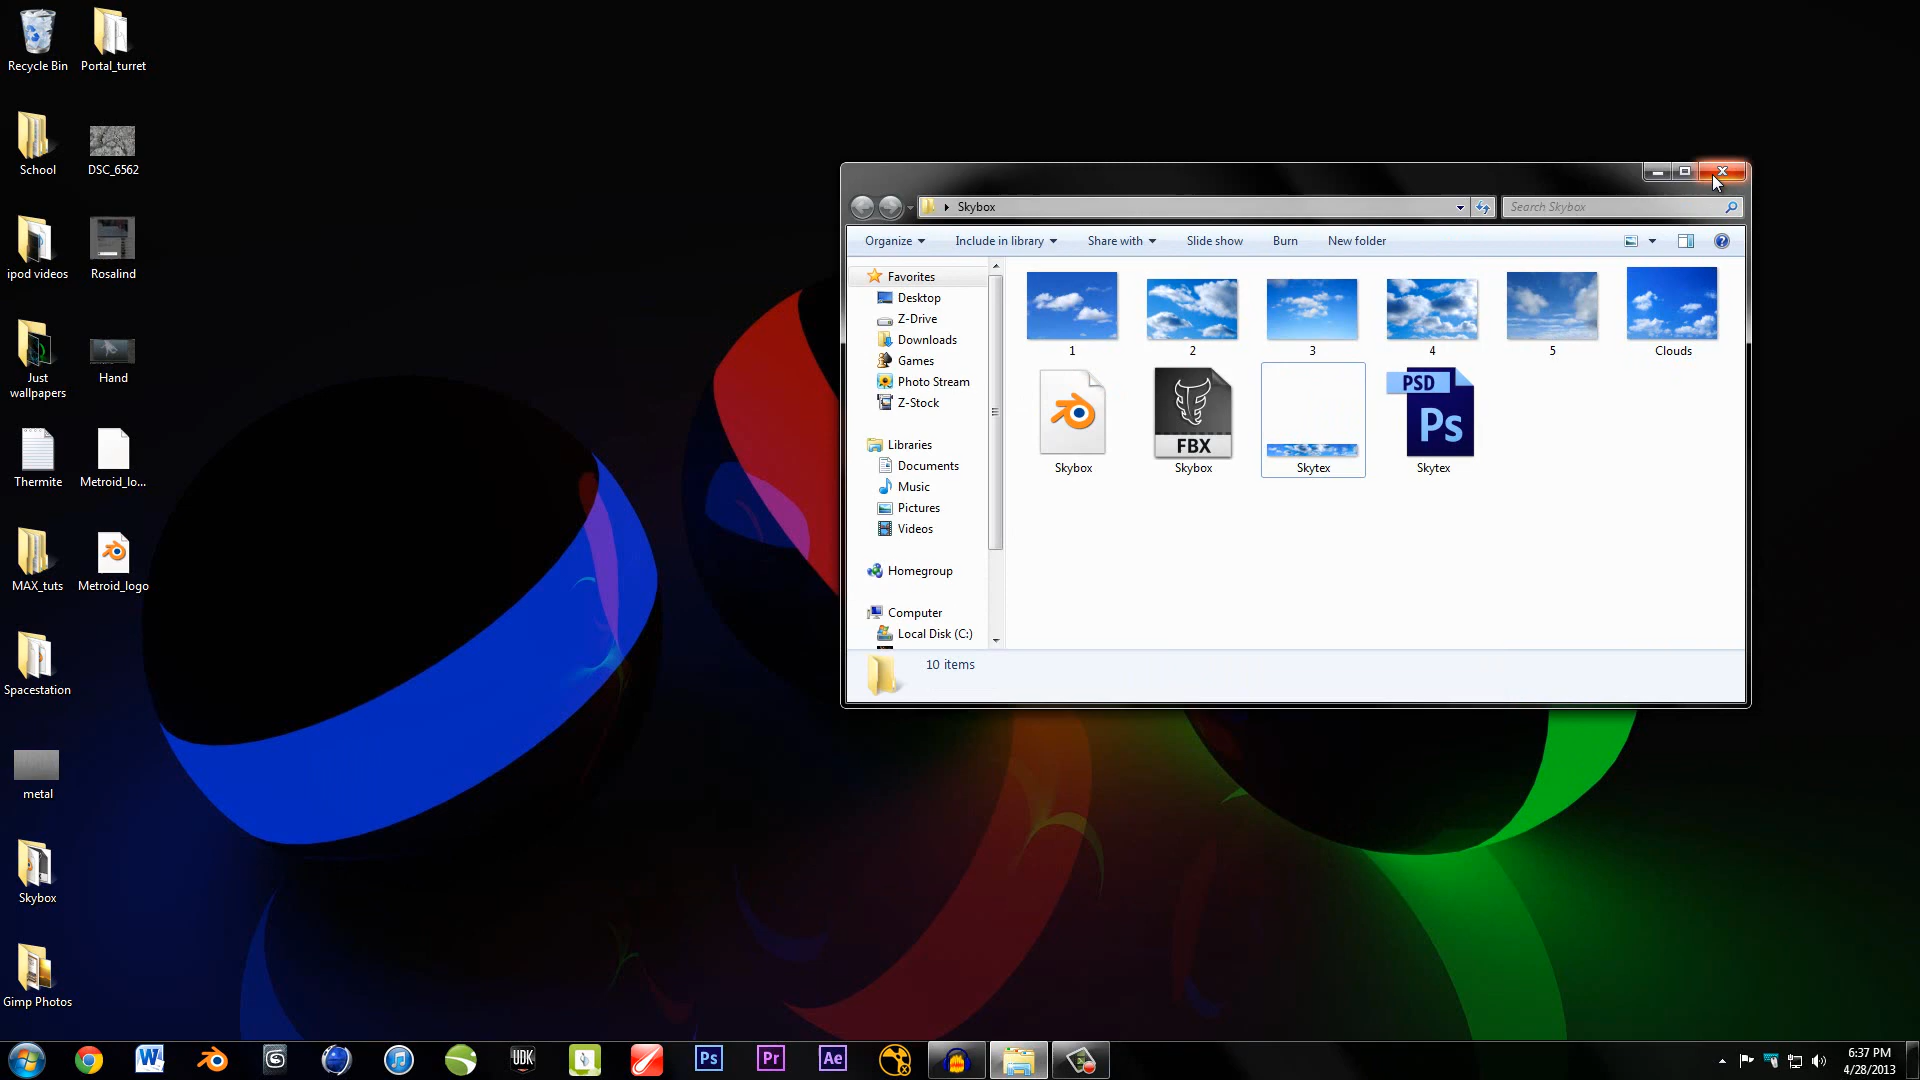 Recycle Bin
Portal_turret
School
DSC_6562
ipod videos
Rosalind
Just
wallpapers
Hand
Thermite
Metroid_lo...
MAX_tuts
Metroid_logo
Spacestation
metal
Skybox
Gimp Photos
Skybox
Search Skybox
Organize
Include in library
Share with
Slide show
Burn
New folder
Favorites
Desktop
Z-Drive
Downloads
Games
Photo Stream
Z-Stock
Libraries
Documents
Music
Pictures
Videos
Homegroup
Computer
Local Disk (C:)
1
2
3
4
5
Clouds
FBX
PSD
Ps
Skybox
Skybox
Skytex
Skytex
10 items
W
UDK
Ps
Pr
Ae
6:37 PM
4/28/2013